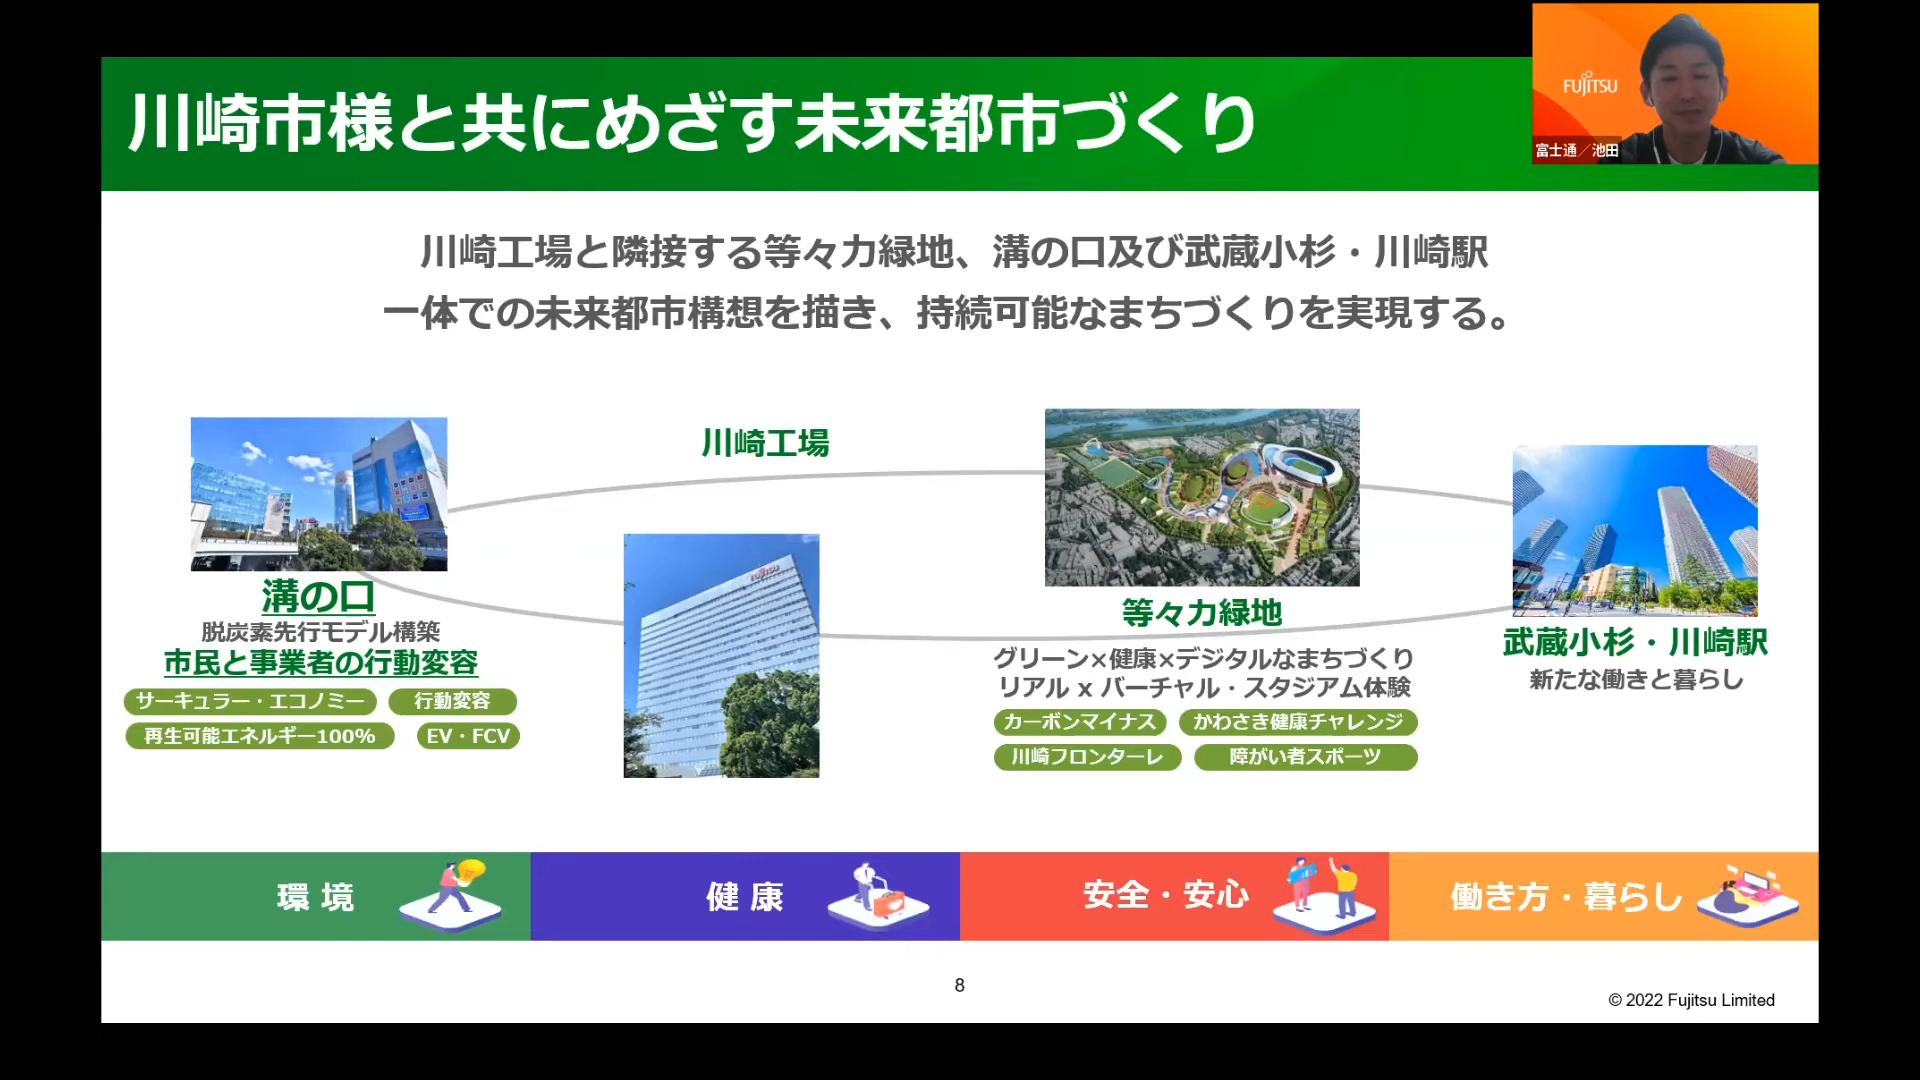 川崎市様と共にめざす未来都市づくり
FUJITSU
富士通／池田
川崎工場と隣接する等々力緑地、溝の口及び武蔵小杉・川崎駅
一体での未来都市構想を描き、持続可能なまちづくりを実現する。
川崎工場
FUJITSU
溝の口
脱炭素先行モデル構築
市民と事業者の行動変容
サーキュラー・エコノミー
行動変容
再生可能エネルギー100%
EV・FCV
等々力緑地
グリーン×健康×デジタルなまちづくり
リアル x バーチャル・スタジアム体験
カーボンマイナス
かわさき健康チャレンジ
川崎フロンターレ
障がい者スポーツ
武蔵小杉・川崎駅
新たな働きと暮らし
環 境
健 康
安全・安心
働き方・暮らし
8
© 2022 Fujitsu Limited